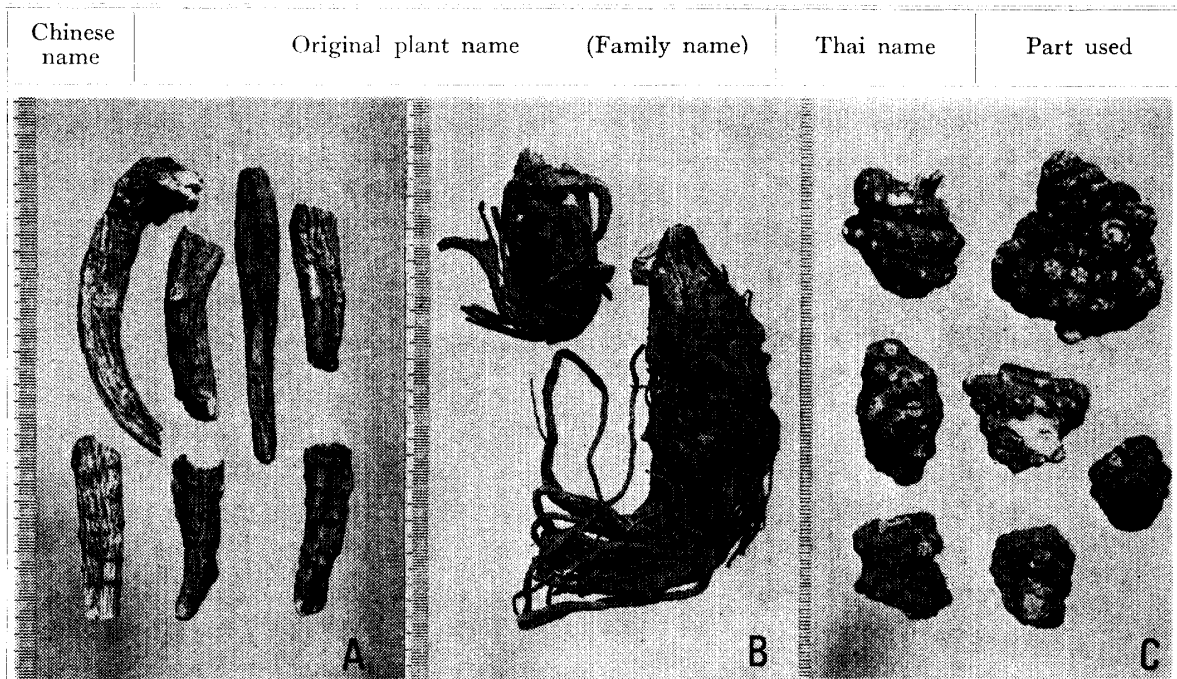 Chinese name
Original plant name (Family name)
Thai name
Part used
A
B
C